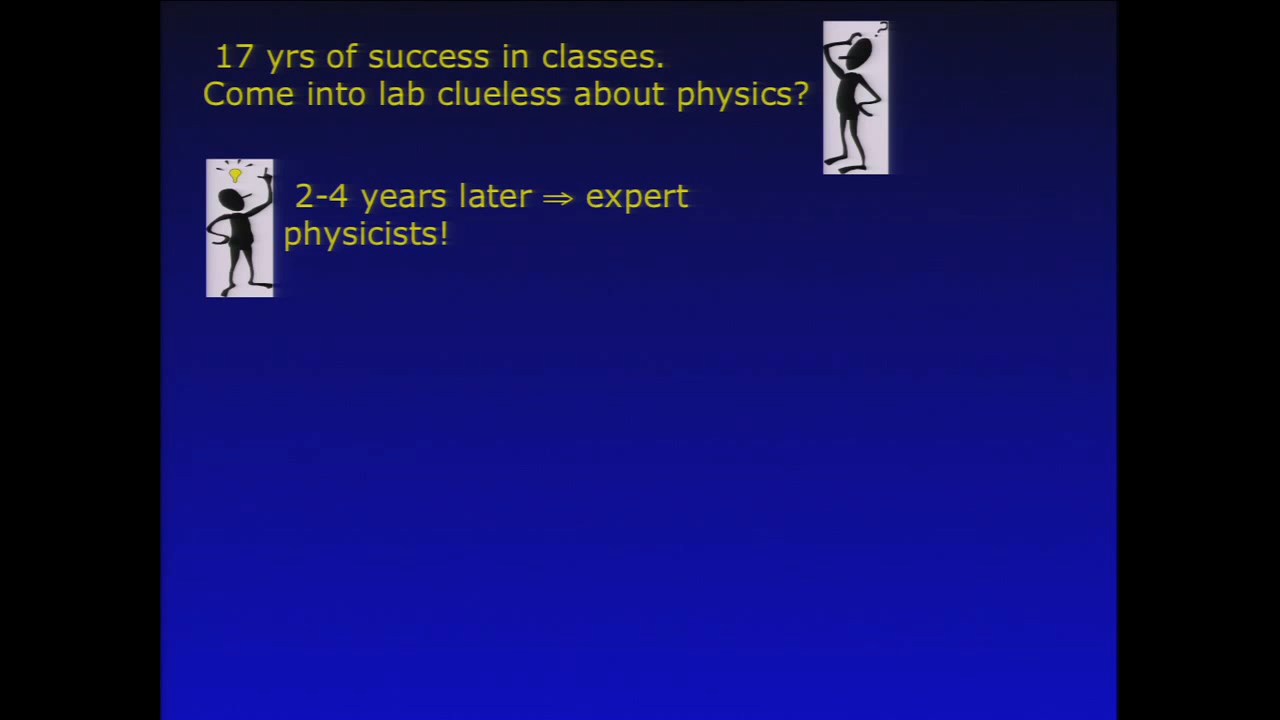 17 yrs of success in classes.
Come into lab clueless about physics?
?
2-4 years later ⇒ expert
physicists!